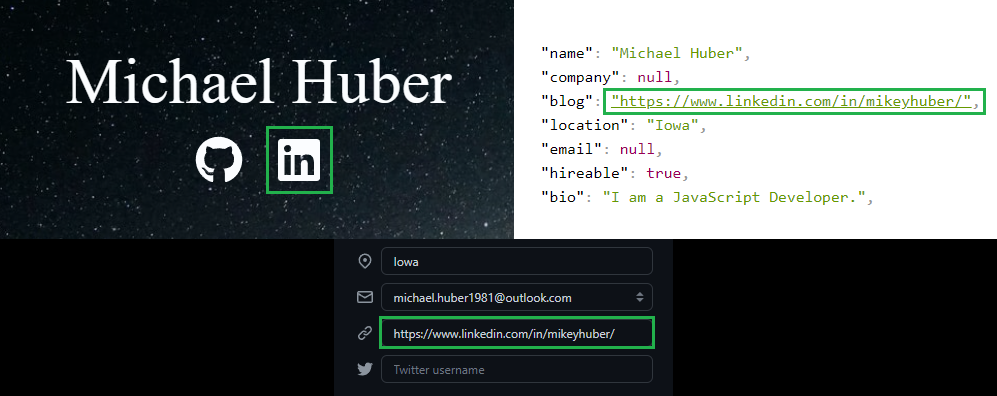 Michael Huber
in
"name": "Michael Huber",
"company": null,
"blog": "https://www.linkedin.com/in/mikeyhuber/",
"location": "Iowa",
"email": null,
"hireable": true,
"bio": "I am a JavaScript Developer.",
Iowa
michael.huber1981@outlook.com
https://www.linkedin.com/in/mikeyhuber/
Twitter username